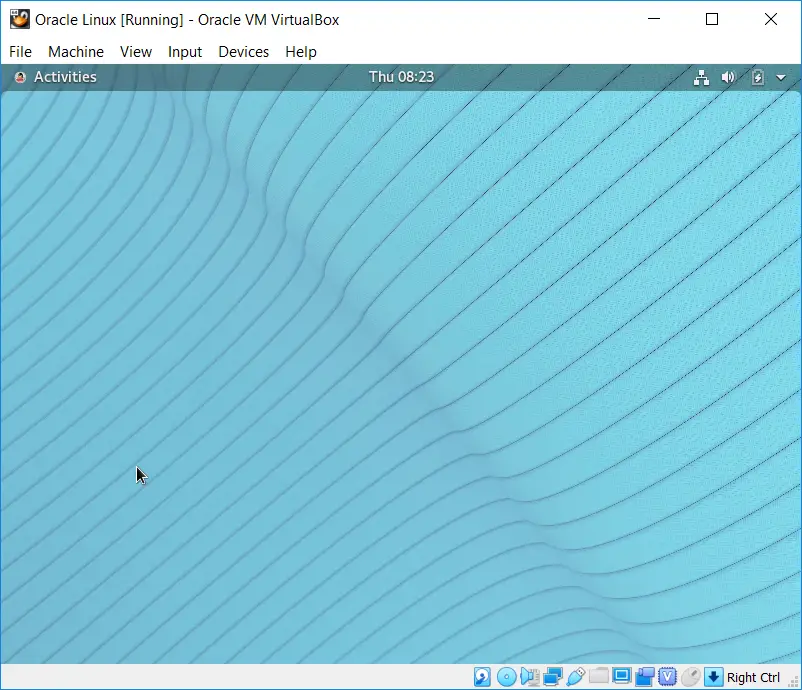 Oracle Linux [Running] - Oracle VM VirtualBox
File Machine View Input Devices Help
Activities Thu 08:23
Right Ctrl